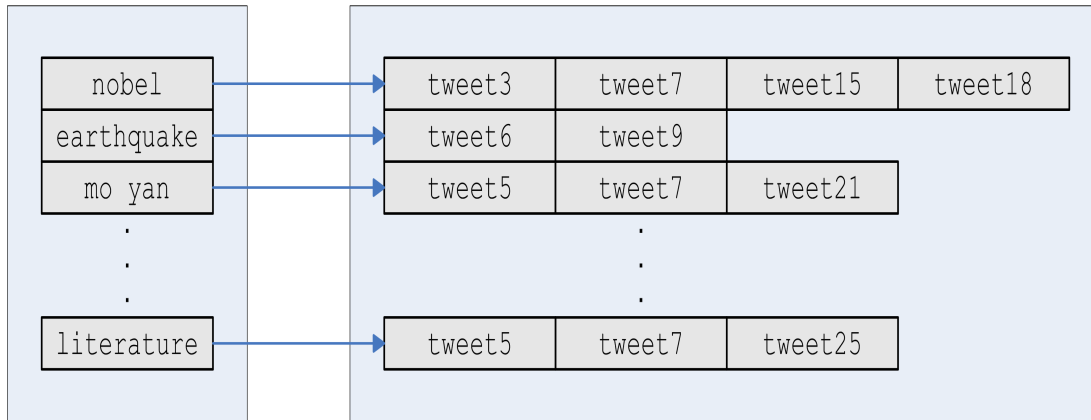 nobel tweet3 tweet7 tweet15 tweet18
earthquake tweet6 tweet9
mo yan tweet5 tweet7 tweet21
literature tweet5 tweet7 tweet25